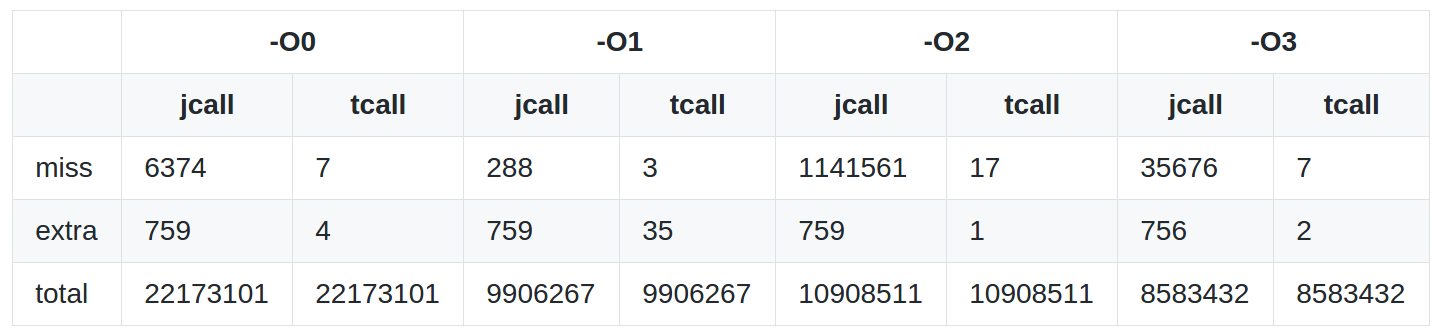 -O0 -O1 -O2 -O3
jcall tcall jcall tcall jcall tcall jcall tcall
miss 6374 7 288 3 1141561 17 35676 7
extra 759 4 759 35 759 1 756 2
total 22173101 22173101 9906267 9906267 10908511 10908511 8583432 8583432